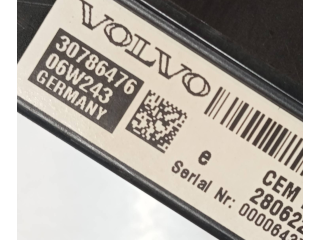 VOLVO
30786476
06W243
GERMANY
e
CEM
Serial Nr: